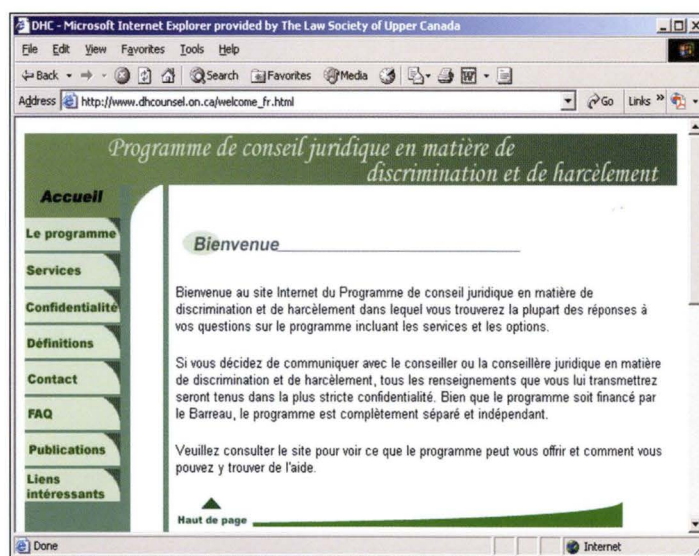 DHC - Microsoft Internet Explorer provided by The Law Society of Upper Canada
File Edit View Favorites Tools Help
Back Search Favorites Media
Address http://www.dhcounsel.on.ca/welcome_fr.html Go Links »
Programme de conseil juridique en matière de
discrimination et de harcèlement
Accueil
Le programme
Services
Confidentialité
Définitions
Contact
FAQ
Publications
Liens
intéressants
Bienvenue
Bienvenue au site Internet du Programme de conseil juridique en matière de
discrimination et de harcèlement dans lequel vous trouverez la plupart des réponses à
vos questions sur le programme incluant les services et les options.
Si vous décidez de communiquer avec le conseiller ou la conseillère juridique en matière
de discrimination et de harcèlement, tous les renseignements que vous lui transmettrez
seront tenus dans la plus stricte confidentialité. Bien que le programme soit financé par
le Barreau, le programme est complètement séparé et indépendant.
Veuillez consulter le site pour voir ce que le programme peut vous offrir et comment vous
pouvez y trouver de l'aide.
Haut de page
Done Internet